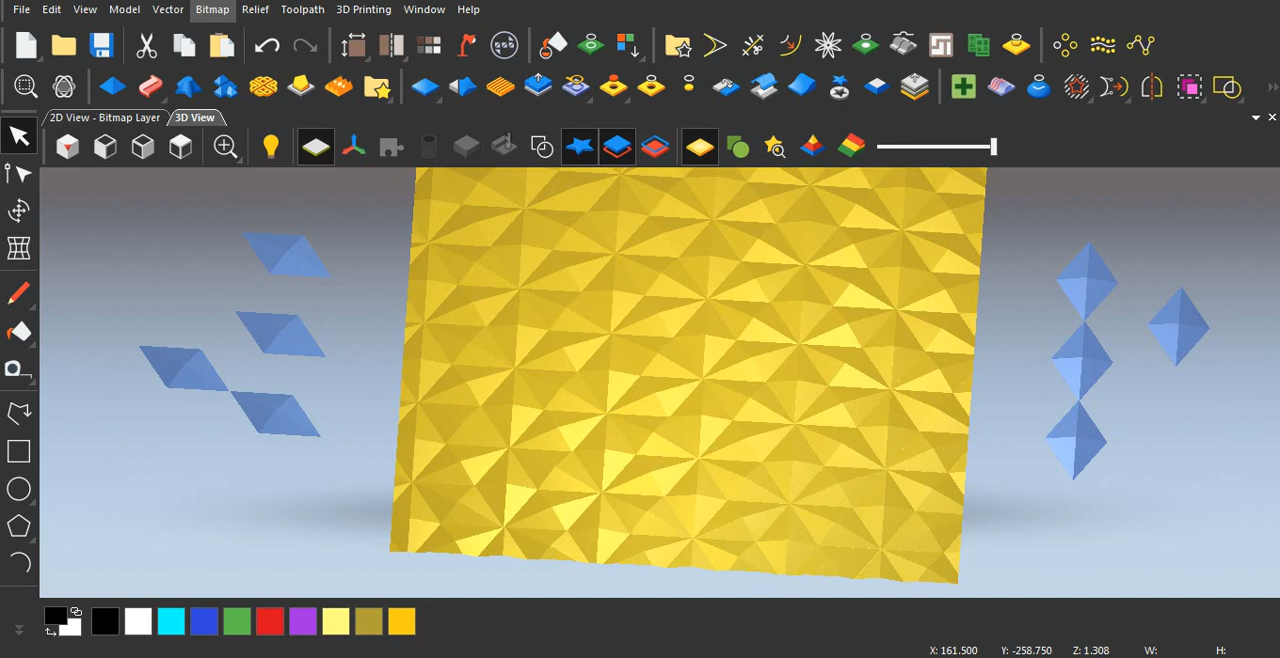 File Edit View Model Vector Bitmap Relief Toolpath 3D Printing Window Help
2D View - Bitmap Layer 3D View
X: 161.500 Y: -258.750 Z: 1.308 W: H: